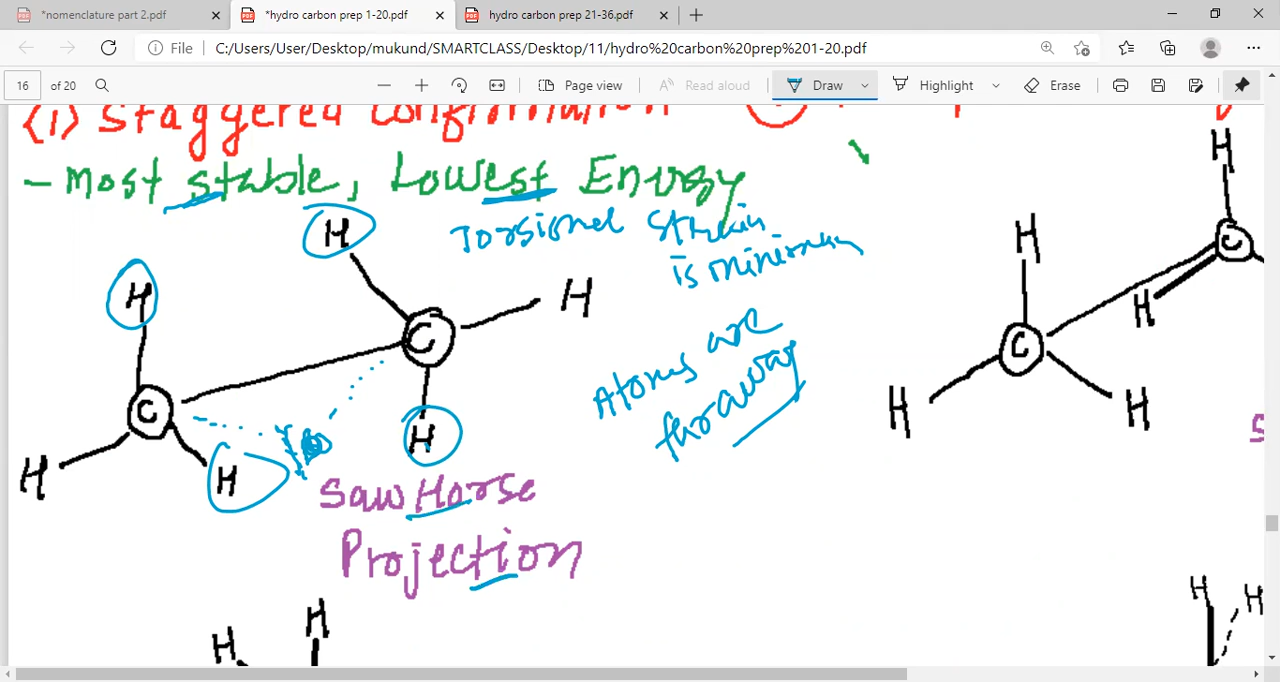 *nomenclature part 2.pdf
*hydro carbon prep 1-20.pdf
hydro carbon prep 21-36.pdf
File
C:/Users/User/Desktop/mukund/SMARTCLASS/Desktop/11/hydro%20carbon%20prep%201-20.pdf
16 of 20
Page view
Read aloud
Draw
Highlight
Erase
(i) Staggered
- Most stable, Lowest Energy
Torsional Strain
is minimum
H
H
H
H
C
C
H
H
Atoms are
far away
Saw Horse
Projection
H
H
H
H
C
C
H
H
H
S
H
H
H
H